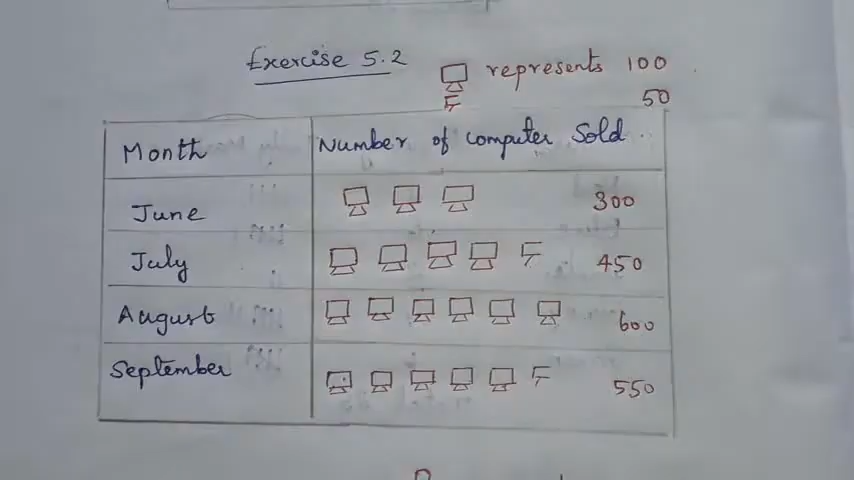 Exercise 5.2
represents 100
50
Month Number of computer Sold
June 300
July 450
August 600
September 550